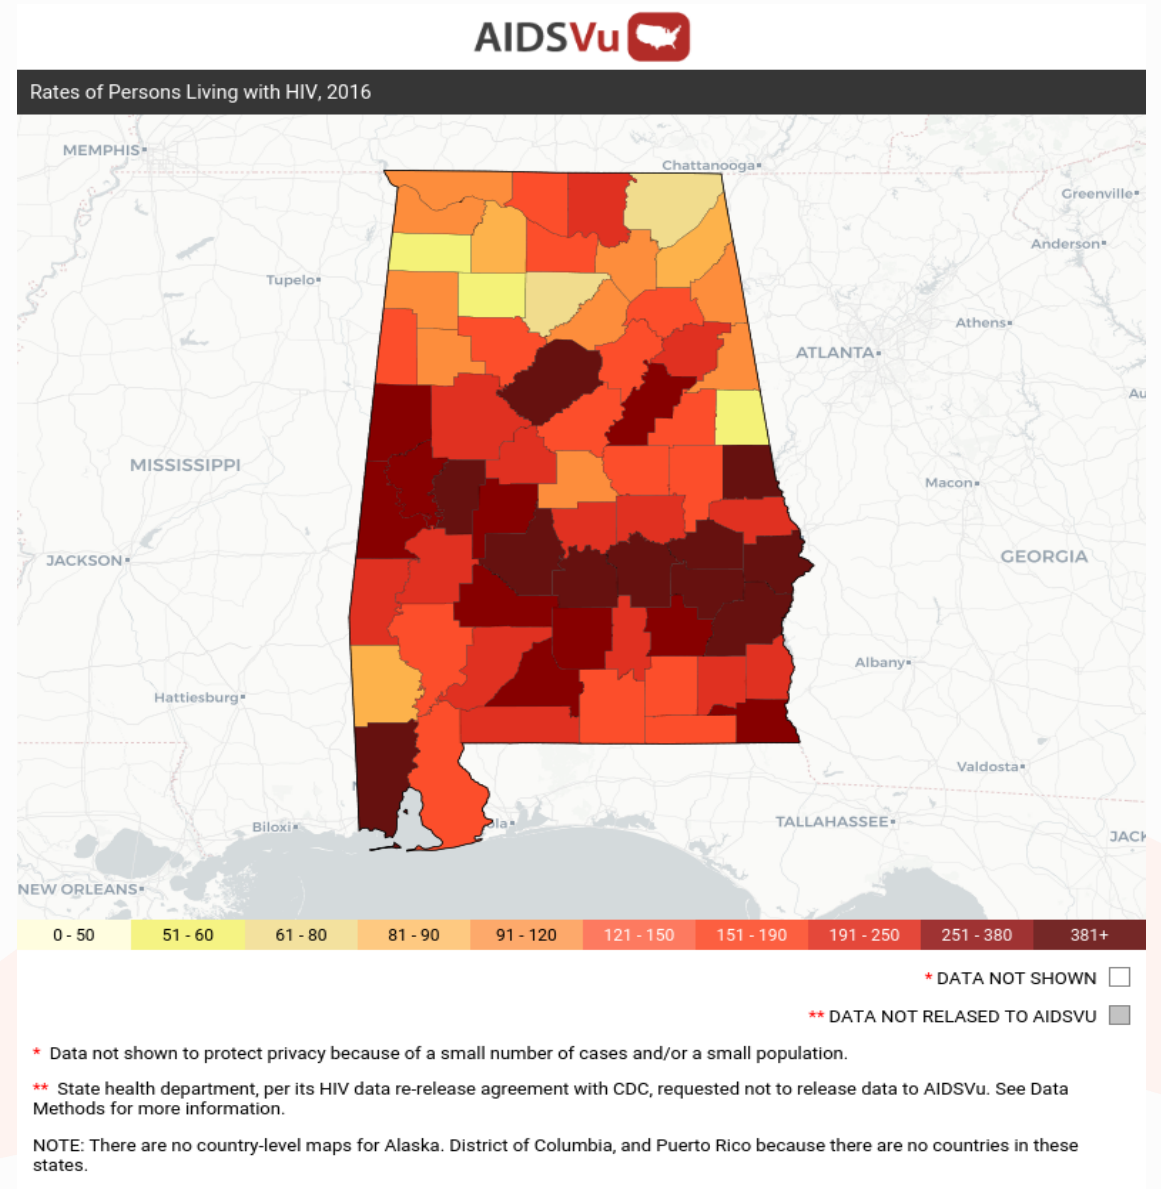 AIDSVu
Rates of Persons Living with HIV, 2016
MEMPHIS
Chattanooga
Greenville
Anderson
Tupelo
Athens
ATLANTA
Au
MISSISSIPPI
Macon
JACKSON
GEORGIA
Albany
Hattiesburg
Valdosta
Biloxi
ola
TALLAHASSEE
JACK
NEW ORLEANS
0 - 50 51 - 60 61 - 80 81 - 90 91 - 120 121 - 150 151 - 190 191 - 250 251 - 380 381+
* DATA NOT SHOWN
** DATA NOT RELASED TO AIDSVU
* Data not shown to protect privacy because of a small number of cases and/or a small population.
** State health department, per its HIV data re-release agreement with CDC, requested not to release data to AIDSVu. See Data
Methods for more information.
NOTE: There are no country-level maps for Alaska. District of Columbia, and Puerto Rico because there are no countries in these
states.